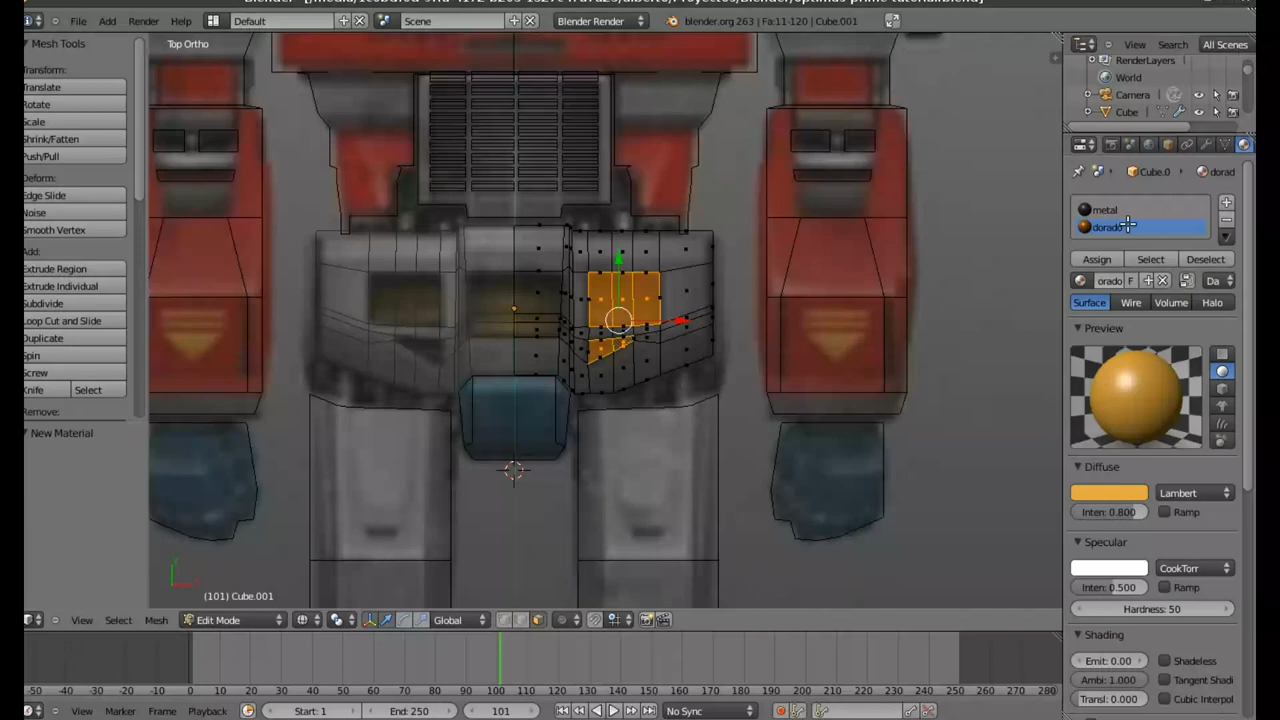 File Add Render Help Default Scene Blender Render blender.org 263 | Fa:11-120 | Cube.001
Mesh Tools
Transform:
Translate
Rotate
Scale
Shrink/Fatten
Push/Pull
Deform:
Edge Slide
Noise
Smooth Vertex
Add:
Extrude Region
Extrude Individual
Subdivide
Loop Cut and Slide
Duplicate
Spin
Screw
Knife Select
Remove:
New Material
Top Ortho
(101) Cube.001
View Select Mesh Edit Mode Global
View Search All Scenes
RenderLayers
World
Camera
Cube
Cube.0 dorad
metal
dorado
Assign Select Deselect
orado F Da
Surface Wire Volume Halo
Preview
Diffuse
Lambert
Inten: 0.800 Ramp
Specular
CookTorr
Inten: 0.500 Ramp
Hardness: 50
Shading
Emit: 0.00 Shadeless
Ambi: 1.000 Tangent Shadi
Transl: 0.000 Cubic Interpol
-50 -40 -30 -20 -10 0 10 20 30 40 50 60 70 80 90 100 110 120 130 140 150 160 170 180 190 200 210 220 230 240 250 260 270 280
View Marker Frame Playback Start: 1 End: 250 101 No Sync